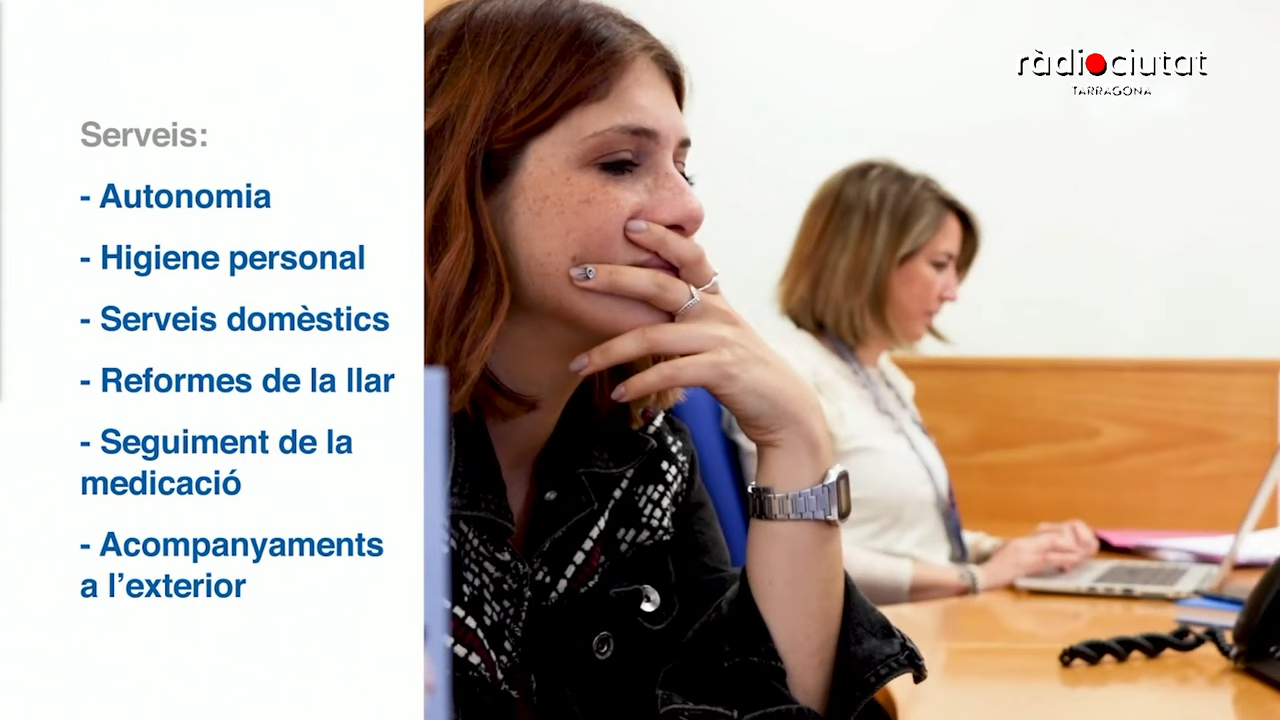 ràdiociutat
TARRAGONA
Serveis:
- Autonomia
- Higiene personal
- Serveis domèstics
- Reformes de la llar
- Seguiment de la
medicació
- Acompanyaments
a l'exterior